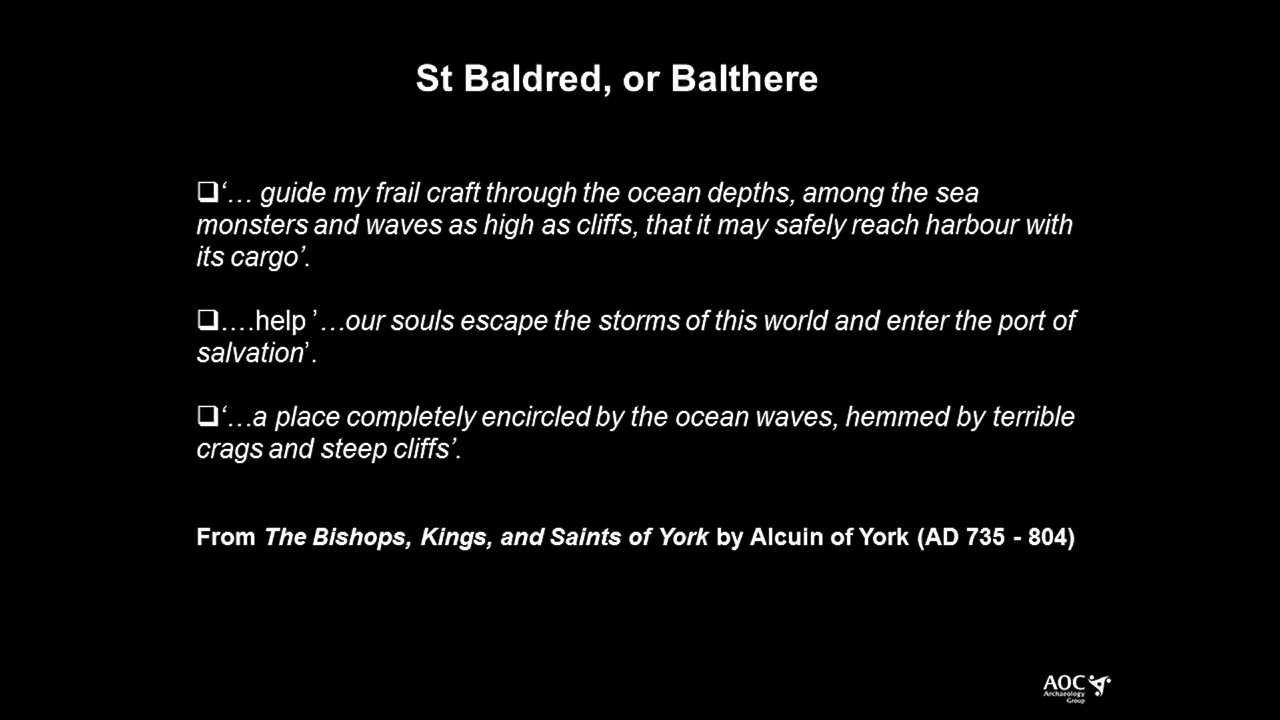 St Baldred, or Balthere
❑‘… guide my frail craft through the ocean depths, among the sea
monsters and waves as high as cliffs, that it may safely reach harbour with
its cargo’.
❑….help ’…our souls escape the storms of this world and enter the port of
salvation’.
❑‘…a place completely encircled by the ocean waves, hemmed by terrible
crags and steep cliffs’.
From The Bishops, Kings, and Saints of York by Alcuin of York (AD 735 - 804)
AOC
Archaeology
Group